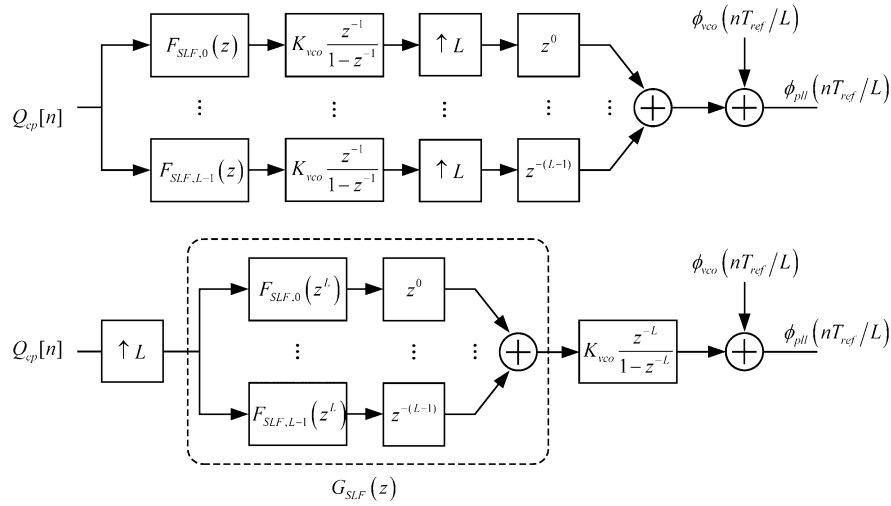 ϕ_vco(nT_ref/L)
F_SLF,0(z) K_vco z^-1/(1−z^-1) ↑L z^0
Q_cp[n] ⋮ ⋮ ⋮ ⋮ ⋮ + + ϕ_pll(nT_ref/L)
F_SLF,L−1(z) K_vco z^-1/(1−z^-1) ↑L z^-(L−1)
ϕ_vco(nT_ref/L)
F_SLF,0(z^L) z^0
Q_cp[n] ↑L ⋮ ⋮ ⋮ + K_vco z^-L/(1−z^-L) + ϕ_pll(nT_ref/L)
F_SLF,L−1(z^L) z^-(L−1)
G_SLF(z)